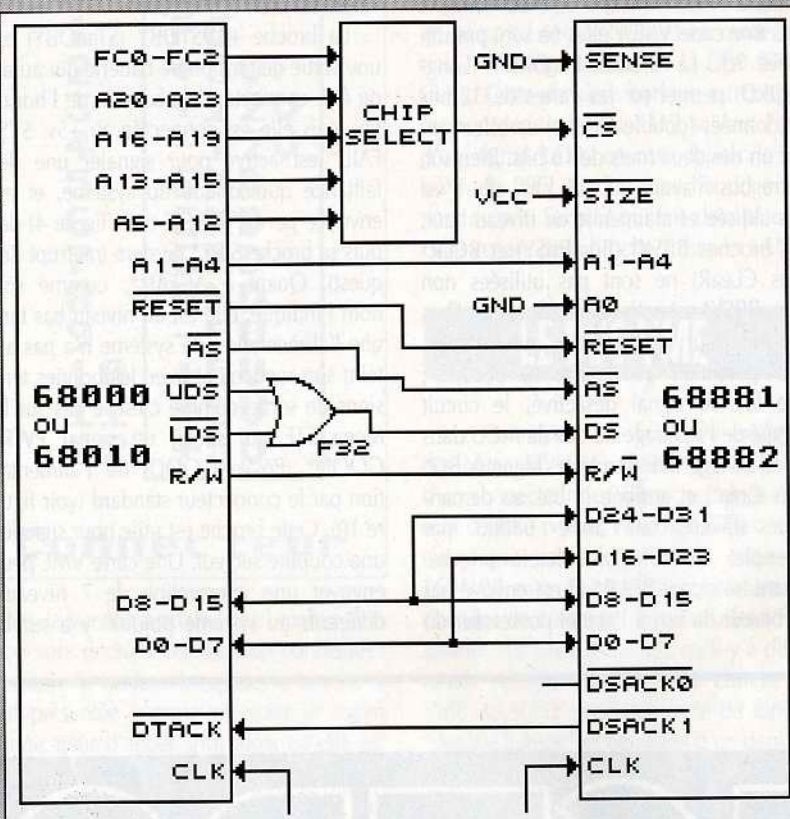 FC0-FC2
A20-A23
A16-A19
A13-A15
A5-A12
A1-A4
RESET
AS
68000
OU
68010
UDS
LDS
R/W
D8-D15
D0-D7
DTACK
CLK
CHIP
SELECT
GND
VCC
GND
SENSE
CS
SIZE
A1-A4
A0
RESET
AS
DS
R/W
68881
OU
68882
D24-D31
D16-D23
D8-D15
D0-D7
DSACK0
DSACK1
CLK